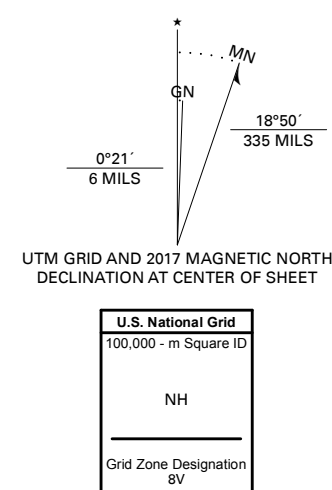 ★
MN
GN
18°50´
335 MILS
0°21´
6 MILS
UTM GRID AND 2017 MAGNETIC NORTH
DECLINATION AT CENTER OF SHEET
U.S. National Grid
100,000 - m Square ID
NH
Grid Zone Designation
8V